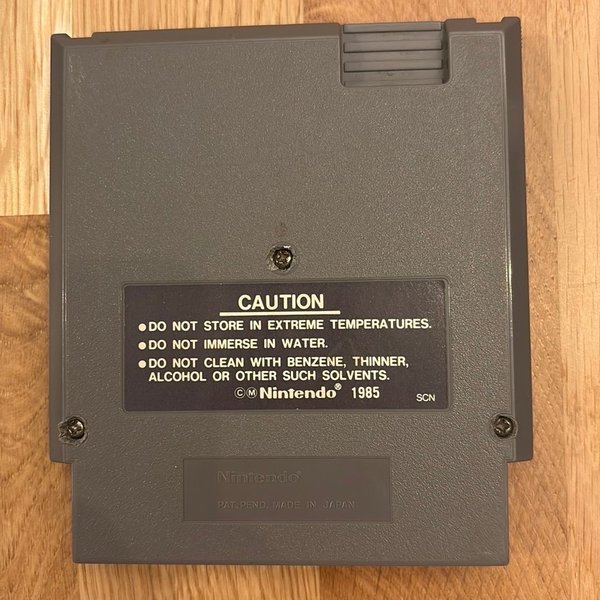 CAUTION
●DO NOT STORE IN EXTREME TEMPERATURES.
●DO NOT IMMERSE IN WATER.
●DO NOT CLEAN WITH BENZENE, THINNER,
ALCOHOL OR OTHER SUCH SOLVENTS.
©Ⓜ Nintendo® 1985
SCN
Nintendo®
PAT. PEND. MADE IN JAPAN